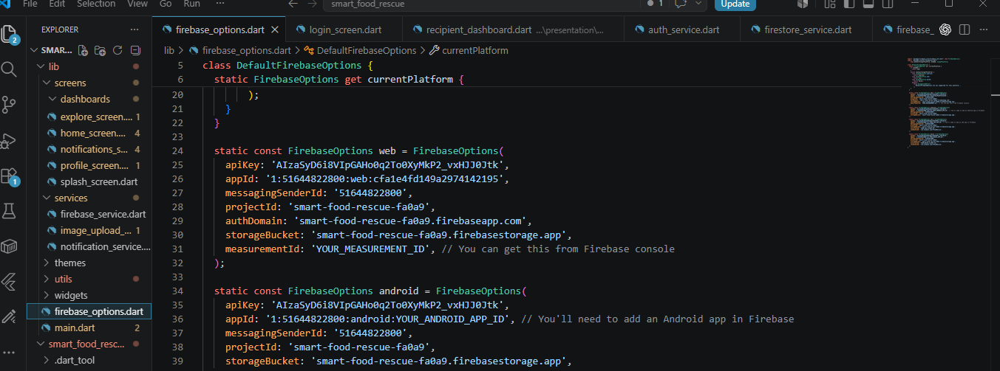 File Edit Selection View Go Run ···
smart_food_rescue
1
Update
EXPLORER ···
2
1
SMAR...
lib
screens
dashboards
explore_screen.... 1
home_screen.... 4
notifications_s... 4
profile_screen.... 1
splash_screen.dart
services
firebase_service.dart
image_upload_... 1
notification_service....
themes
utils
widgets
firebase_options.dart
main.dart 2
smart_food_resc...
.dart_tool
firebase_options.dart
login_screen.dart
recipient_dashboard.dart ...\presentation\...
auth_service.dart
firestore_service.dart
firebase_
lib > firebase_options.dart > DefaultFirebaseOptions > currentPlatform
5 class DefaultFirebaseOptions {
6 static FirebaseOptions get currentPlatform {
20 );
21 }
22 }
23
24 static const FirebaseOptions web = FirebaseOptions(
25 apiKey: 'AIzaSyD6i8VIpGAHo0q2To0XyMkP2_vxHJJ0Jtk',
26 appId: '1:51644822800:web:cfa1e4fd149a2974142195',
27 messagingSenderId: '51644822800',
28 projectId: 'smart-food-rescue-fa0a9',
29 authDomain: 'smart-food-rescue-fa0a9.firebaseapp.com',
30 storageBucket: 'smart-food-rescue-fa0a9.firebasestorage.app',
31 measurementId: 'YOUR_MEASUREMENT_ID', // You can get this from Firebase console
32 );
33
34 static const FirebaseOptions android = FirebaseOptions(
35 apiKey: 'AIzaSyD6i8VIpGAHo0q2To0XyMkP2_vxHJJ0Jtk',
36 appId: '1:51644822800:android:YOUR_ANDROID_APP_ID', // You'll need to add an Android app in Firebase
37 messagingSenderId: '51644822800',
38 projectId: 'smart-food-rescue-fa0a9',
39 storageBucket: 'smart-food-rescue-fa0a9.firebasestorage.app',